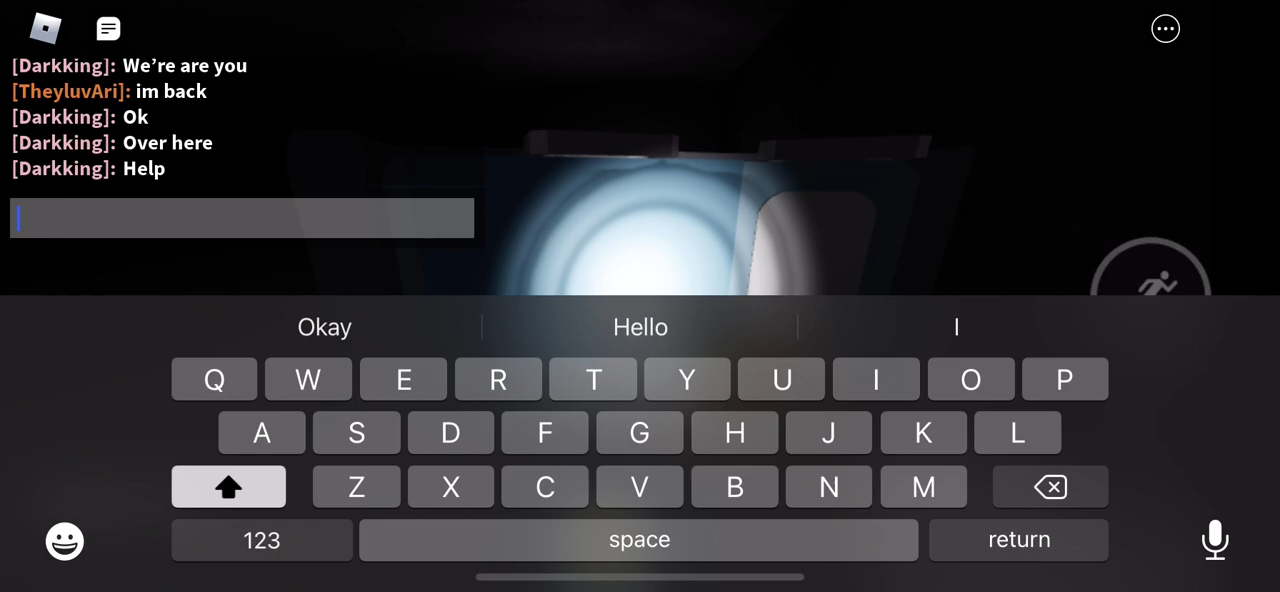 [Darkking]: We’re are you
[TheyluvAri]: im back
[Darkking]: Ok
[Darkking]: Over here
[Darkking]: Help
Okay Hello I
Q W E R T Y U I O P
A S D F G H J K L
Z X C V B N M
123 space return